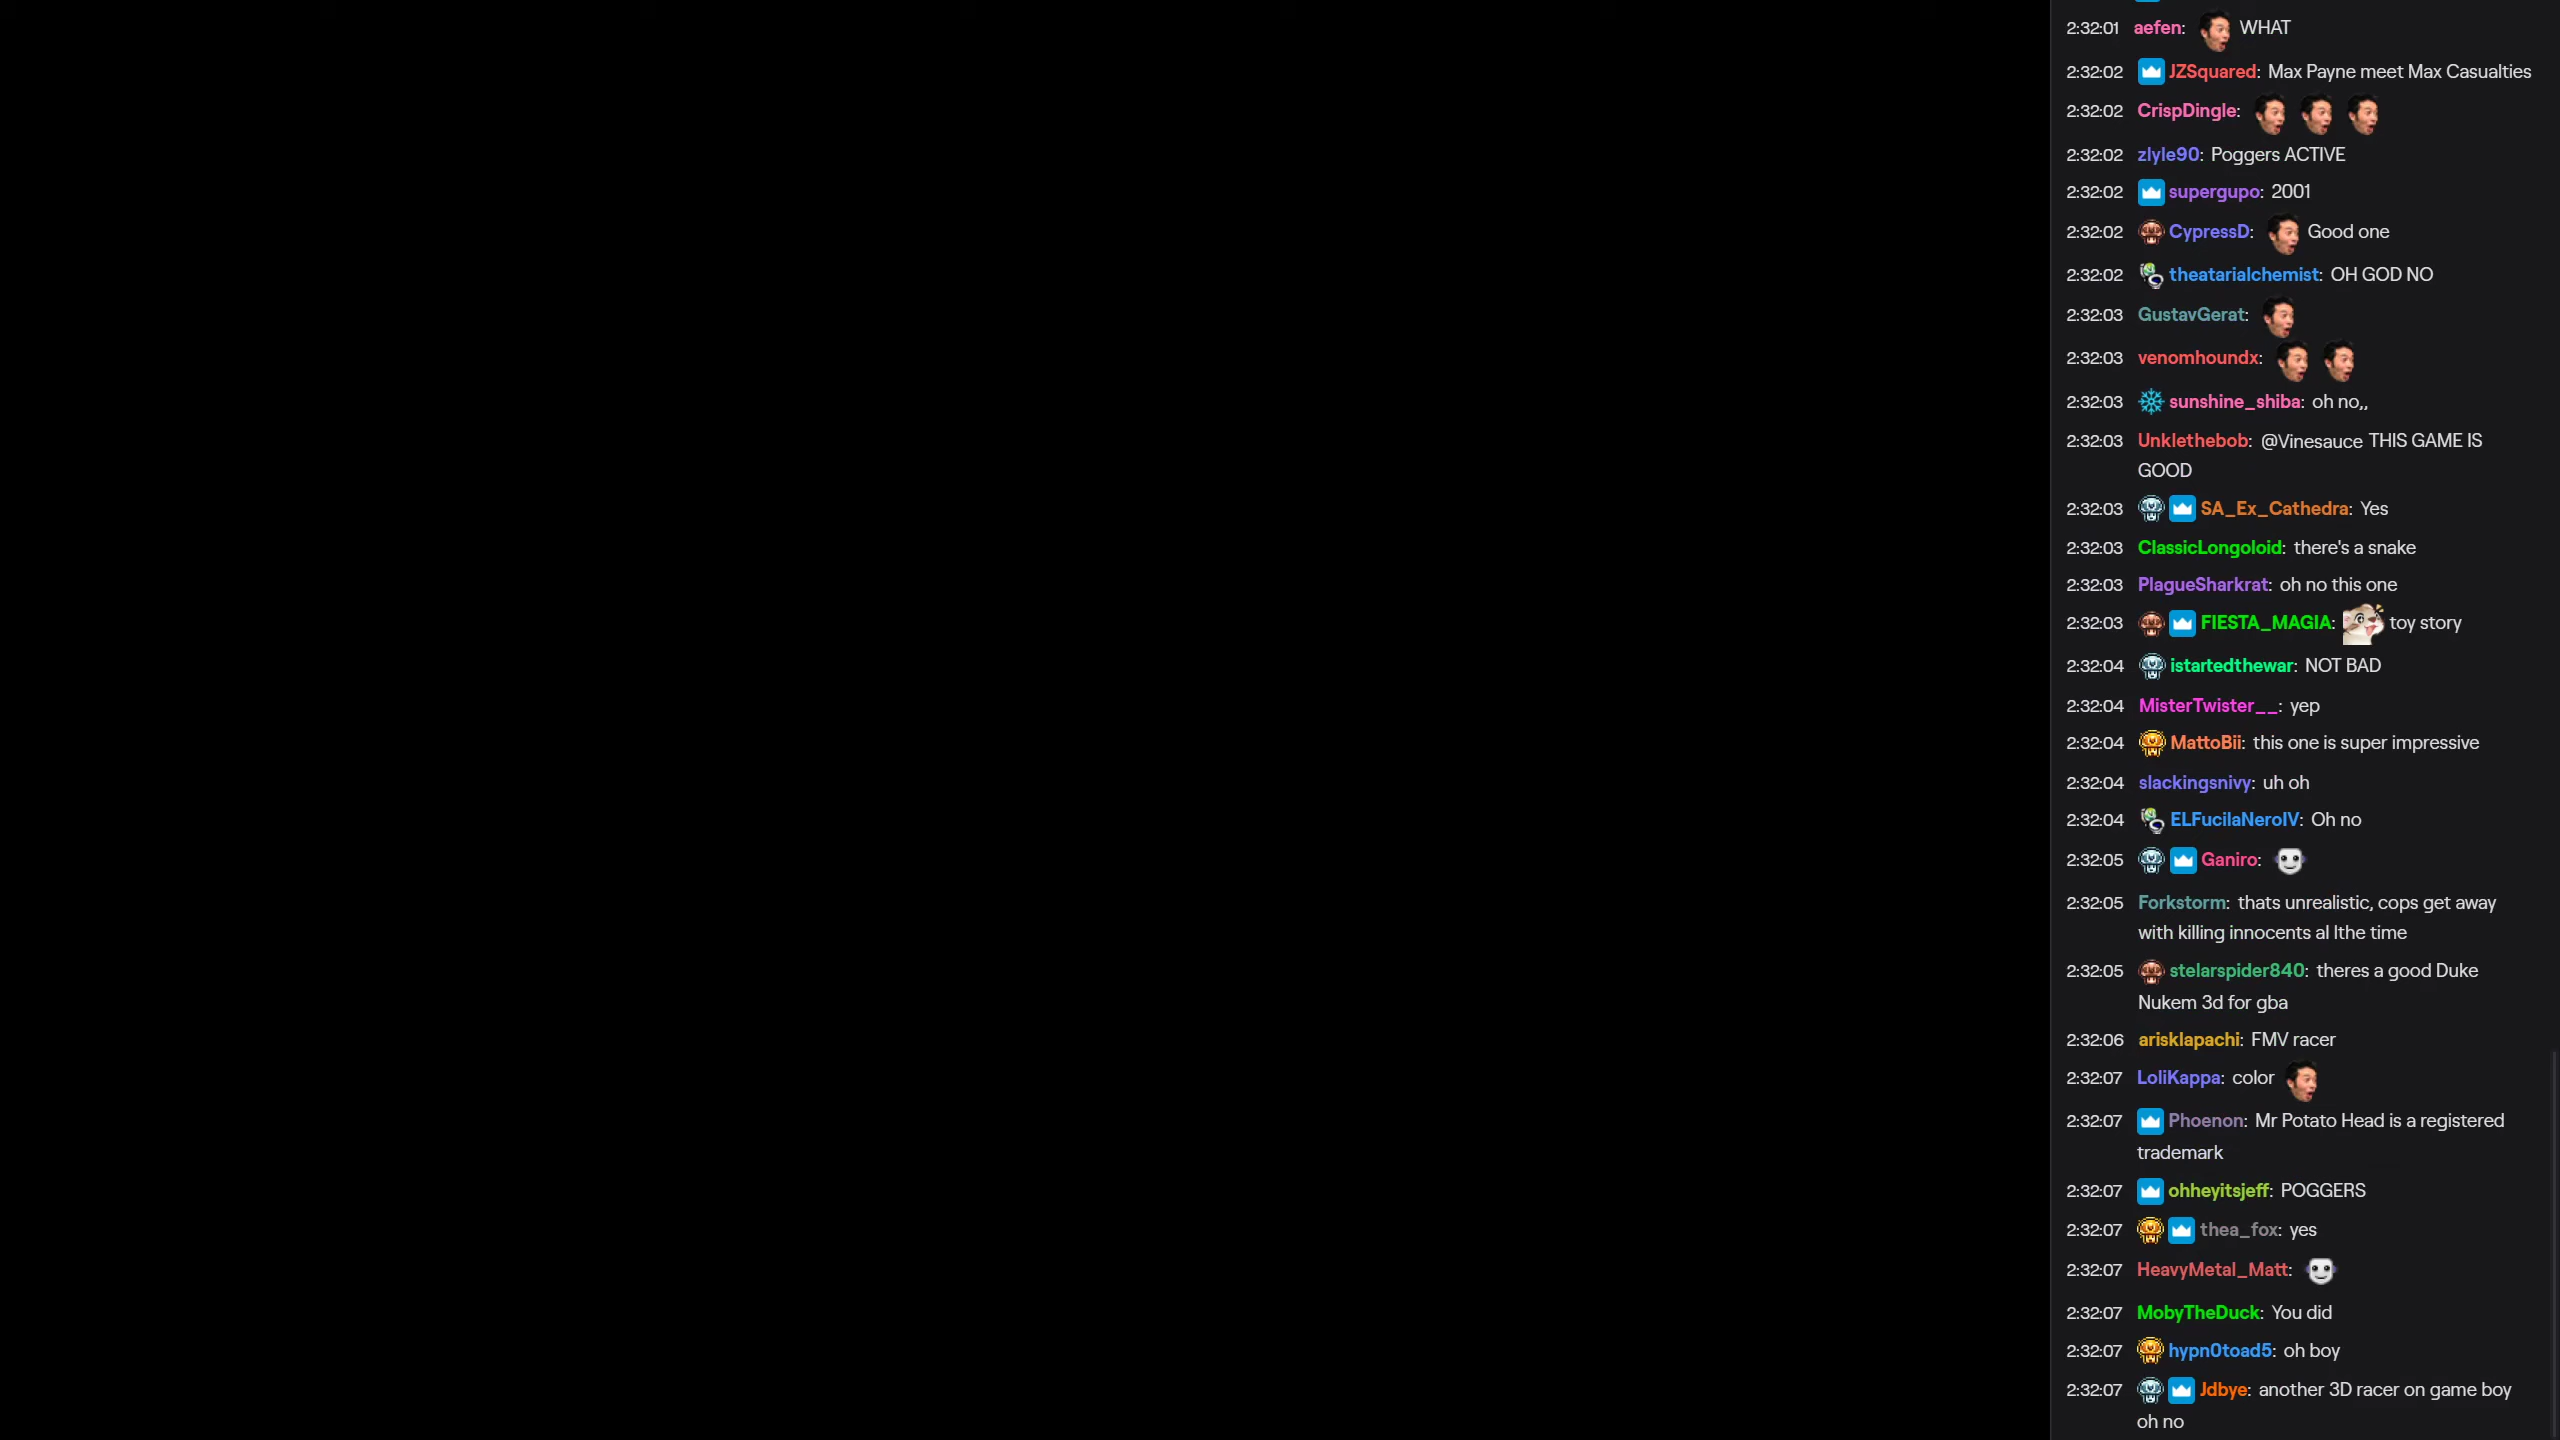 2:32:01 aefen: WHAT
2:32:02 JZSquared: Max Payne meet Max Casualties
2:32:02 CrispDingle:
2:32:02 zlyle90: Poggers ACTIVE
2:32:02 supergupo: 2001
2:32:02 CypressD: Good one
2:32:02 theatarialchemist: OH GOD NO
2:32:03 GustavGerat:
2:32:03 venomhoundx:
2:32:03 sunshine_shiba: oh no,,
2:32:03 Unklethebob: @Vinesauce THIS GAME IS
GOOD
2:32:03 SA_Ex_Cathedra: Yes
2:32:03 ClassicLongoloid: there's a snake
2:32:03 PlagueSharkrat: oh no this one
2:32:03 FIESTA_MAGIA: toy story
2:32:04 istartedthewar: NOT BAD
2:32:04 MisterTwister__: yep
2:32:04 MattoBii: this one is super impressive
2:32:04 slackingsnivy: uh oh
2:32:04 ELFucilaNeroIV: Oh no
2:32:05 Ganiro:
2:32:05 Forkstorm: thats unrealistic, cops get away
with killing innocents al lthe time
2:32:05 stelarspider840: theres a good Duke
Nukem 3d for gba
2:32:06 arisklapachi: FMV racer
2:32:07 LoliKappa: color
2:32:07 Phoenon: Mr Potato Head is a registered
trademark
2:32:07 ohheyitsjeff: POGGERS
2:32:07 thea_fox: yes
2:32:07 HeavyMetal_Matt:
2:32:07 MobyTheDuck: You did
2:32:07 hypn0toad5: oh boy
2:32:07 Jdbye: another 3D racer on game boy
oh no